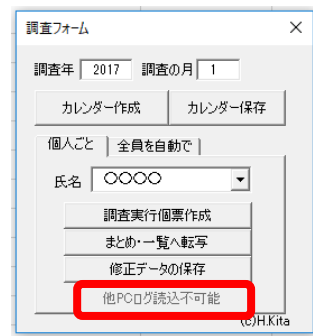 調査フォーム
調査年 2017 調査の月 1
カレンダー作成 カレンダー保存
個人ごと 全員を自動で
氏名 〇〇〇〇
調査実行個票作成
まとめ・一覧へ転写
修正データの保存
他PCログ読込不可能
(c)H.Kita